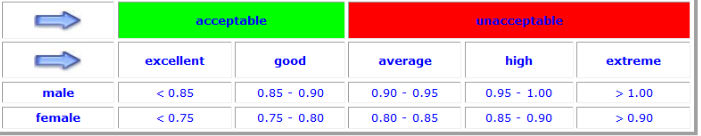 acceptable unacceptable
excellent good average high extreme
male < 0.85 0.85 - 0.90 0.90 - 0.95 0.95 - 1.00 > 1.00
female < 0.75 0.75 - 0.80 0.80 - 0.85 0.85 - 0.90 > 0.90